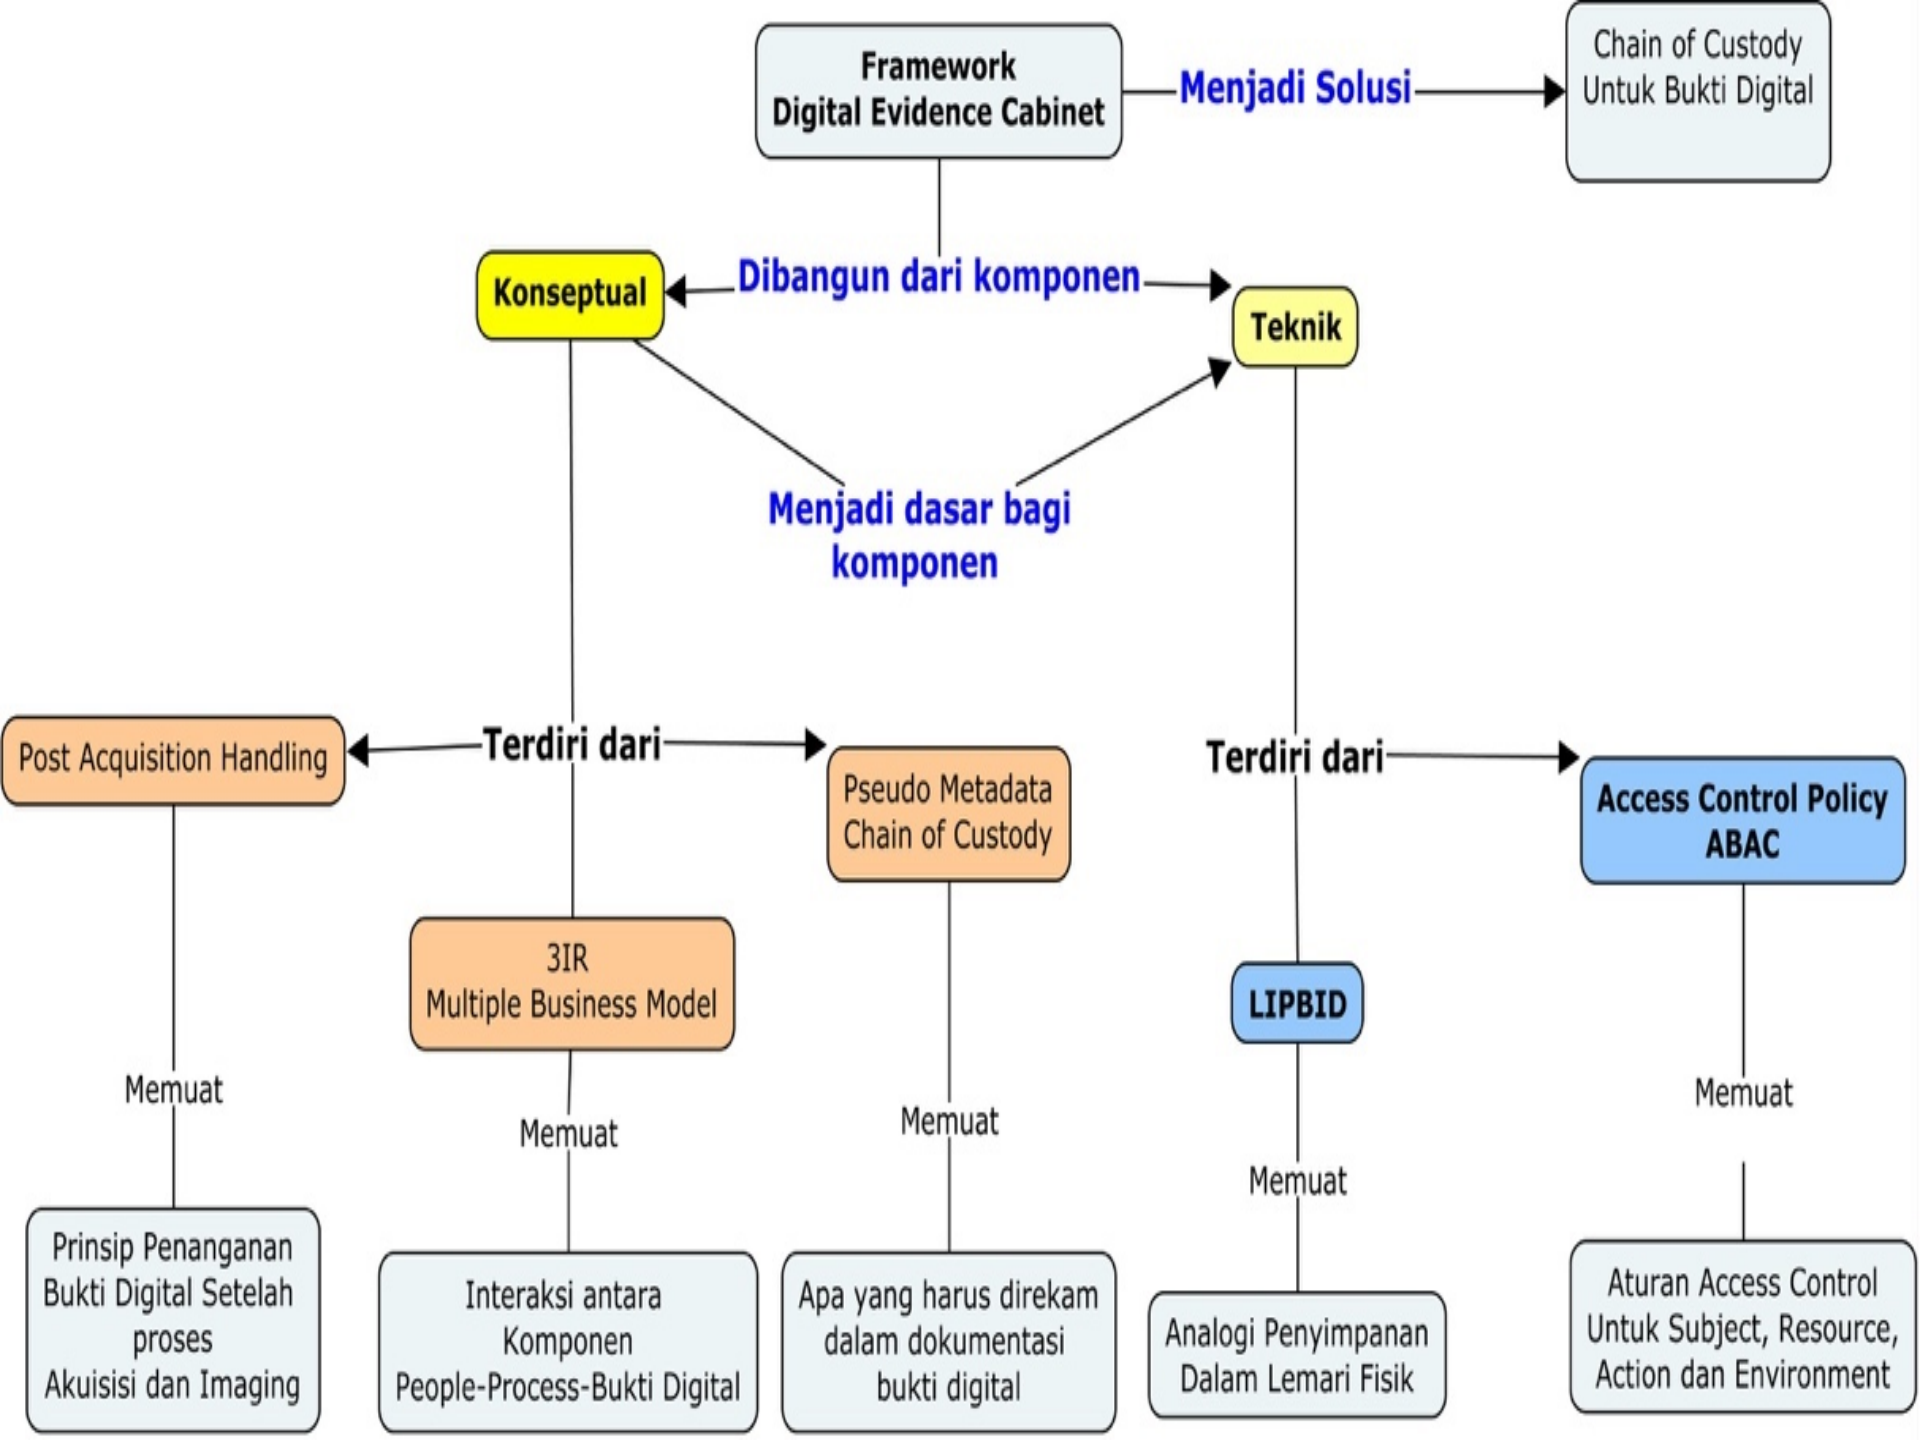 Framework
Digital Evidence Cabinet
Menjadi Solusi
Chain of Custody
Untuk Bukti Digital
Konseptual
Dibangun dari komponen
Teknik
Menjadi dasar bagi
komponen
Post Acquisition Handling
Terdiri dari
Pseudo Metadata
Chain of Custody
Terdiri dari
Access Control Policy
ABAC
3IR
Multiple Business Model
LIPBID
Memuat
Memuat
Memuat
Memuat
Memuat
Prinsip Penanganan
Bukti Digital Setelah
proses
Akuisisi dan Imaging
Interaksi antara
Komponen
People-Process-Bukti Digital
Apa yang harus direkam
dalam dokumentasi
bukti digital
Analogi Penyimpanan
Dalam Lemari Fisik
Aturan Access Control
Untuk Subject, Resource,
Action dan Environment